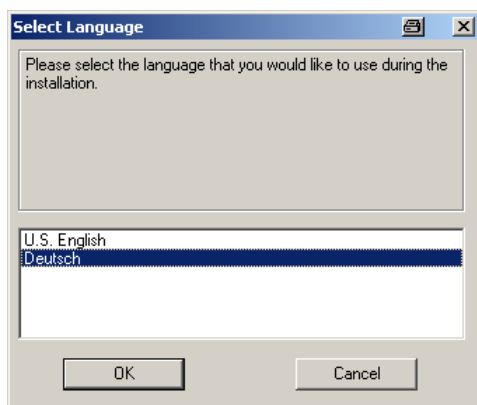 Select Language
Please select the language that you would like to use during the
installation.
U.S. English
Deutsch
OK
Cancel